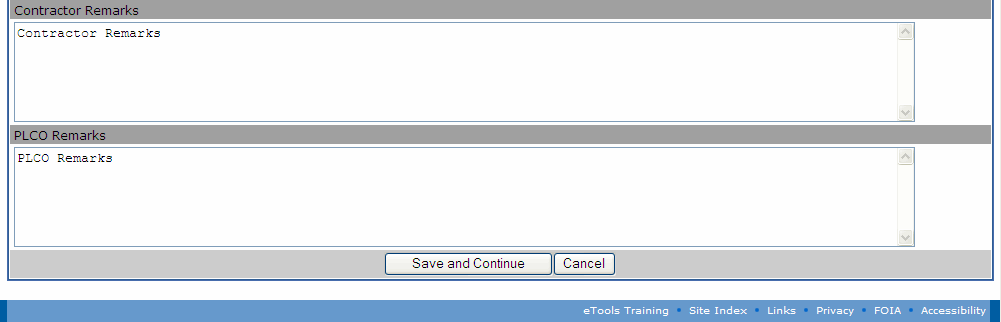 Contractor Remarks
Contractor Remarks
PLCO Remarks
PLCO Remarks
Save and Continue Cancel
eTools Training • Site Index • Links • Privacy • FOIA • Accessibility